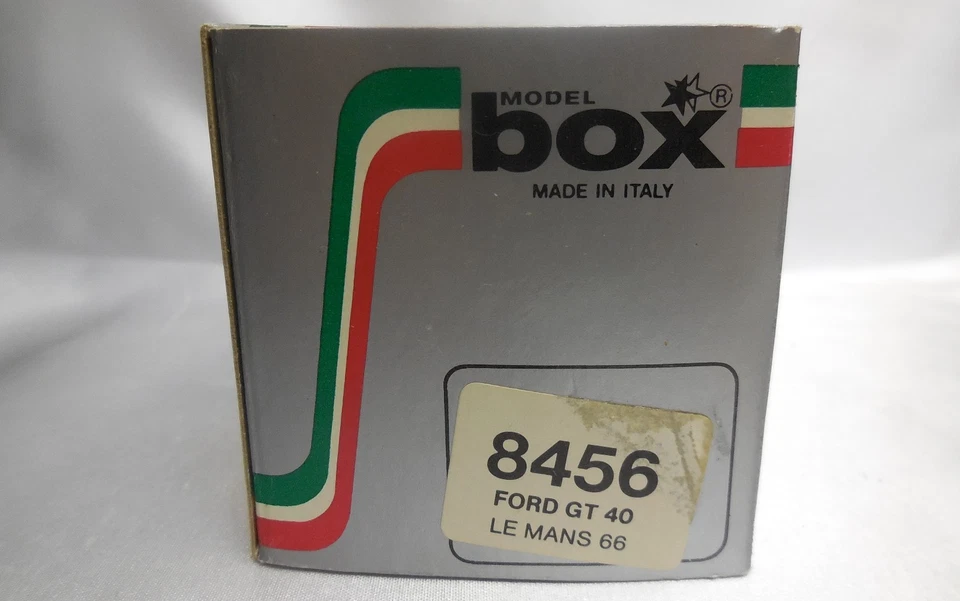 MODEL
box ®
MADE IN ITALY
8456
FORD GT 40
LE MANS 66